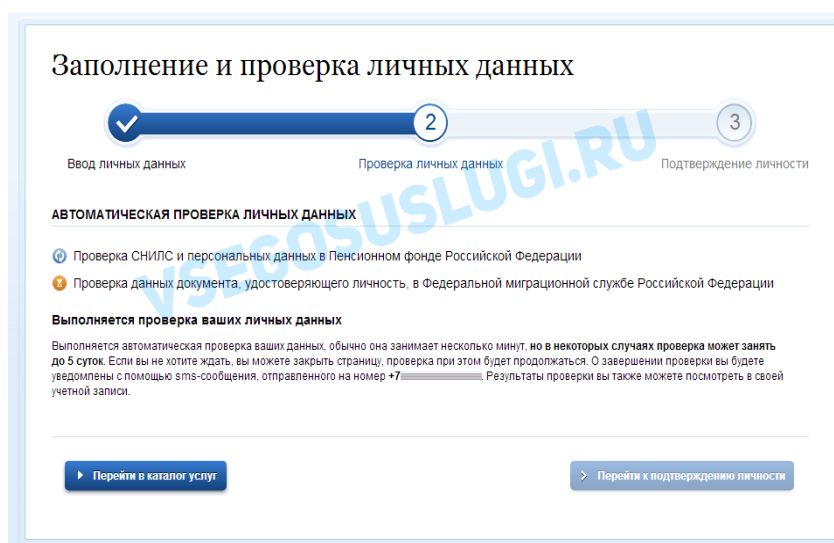 Заполнение и проверка личных данных
2
3
Ввод личных данных
Проверка личных данных
Подтверждение личности
VSEGOSUSLUGI.RU
АВТОМАТИЧЕСКАЯ ПРОВЕРКА ЛИЧНЫХ ДАННЫХ
Проверка СНИЛС и персональных данных в Пенсионном фонде Российской Федерации
Проверка данных документа, удостоверяющего личность, в Федеральной миграционной службе Российской Федерации
Выполняется проверка ваших личных данных
Выполняется автоматическая проверка ваших данных, обычно она занимает несколько минут, но в некоторых случаях проверка может занять
до 5 суток. Если вы не хотите ждать, вы можете закрыть страницу, проверка при этом будет продолжаться. О завершении проверки вы будете
уведомлены с помощью sms-сообщения, отправленного на номер +7. Результаты проверки вы также можете посмотреть в своей
учетной записи.
Перейти в каталог услуг
Перейти к подтверждению личности